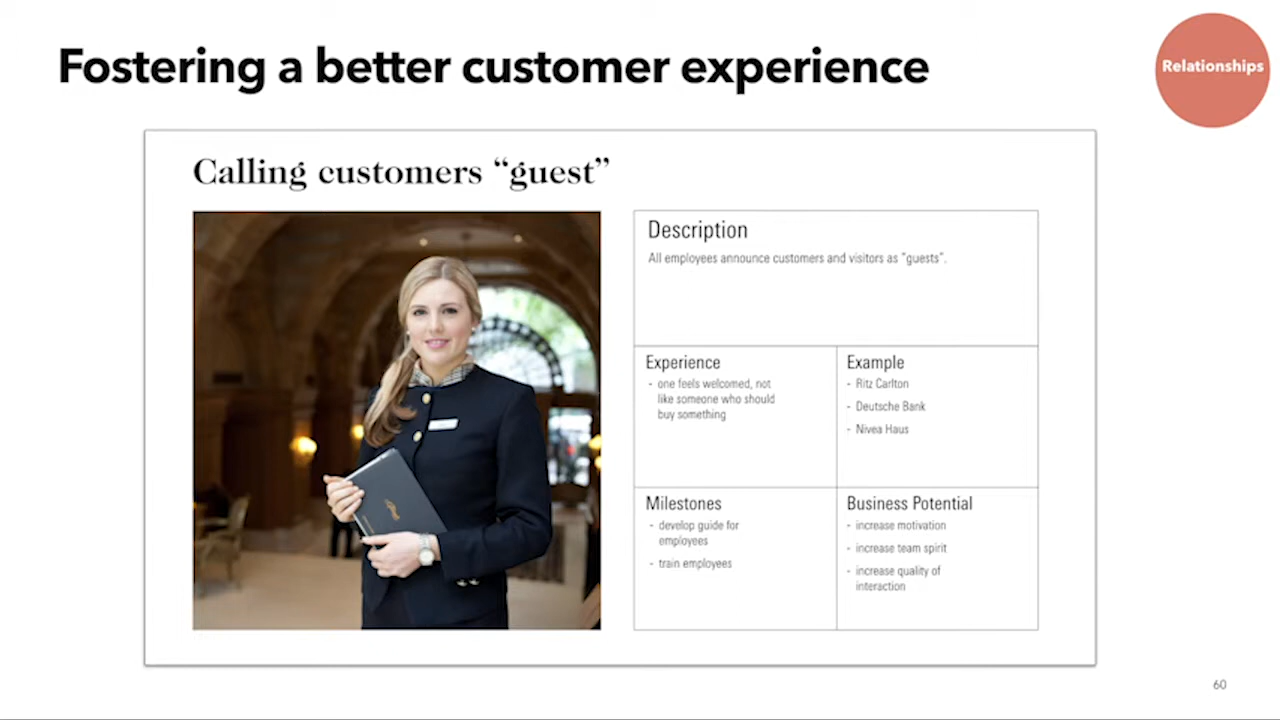 Fostering a better customer experience
Relationships
Calling customers “guest”
Description
All employees announce customers and visitors as “guests”.
Experience
- one feels welcomed, not
like someone who should
buy something
Example
- Ritz Carlton
- Deutsche Bank
- Nivea Haus
Milestones
- develop guide for
employees
- train employees
Business Potential
- increase motivation
- increase team spirit
- increase quality of
interaction
60